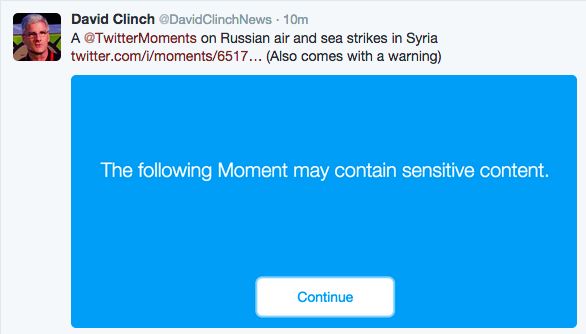 David Clinch @DavidClinchNews · 10m
A @TwitterMoments on Russian air and sea strikes in Syria
twitter.com/i/moments/6517… (Also comes with a warning)
The following Moment may contain sensitive content.
Continue